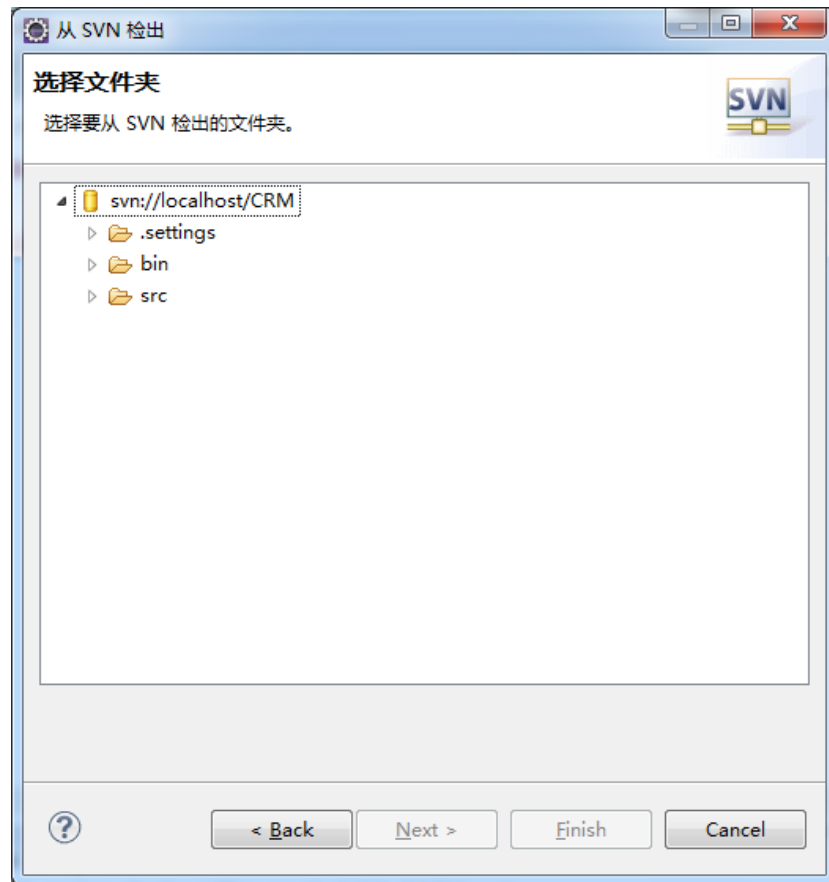 从 SVN 检出
选择文件夹
选择要从 SVN 检出的文件夹。
SVN
svn://localhost/CRM
.settings
bin
src
< Back Next > Finish Cancel